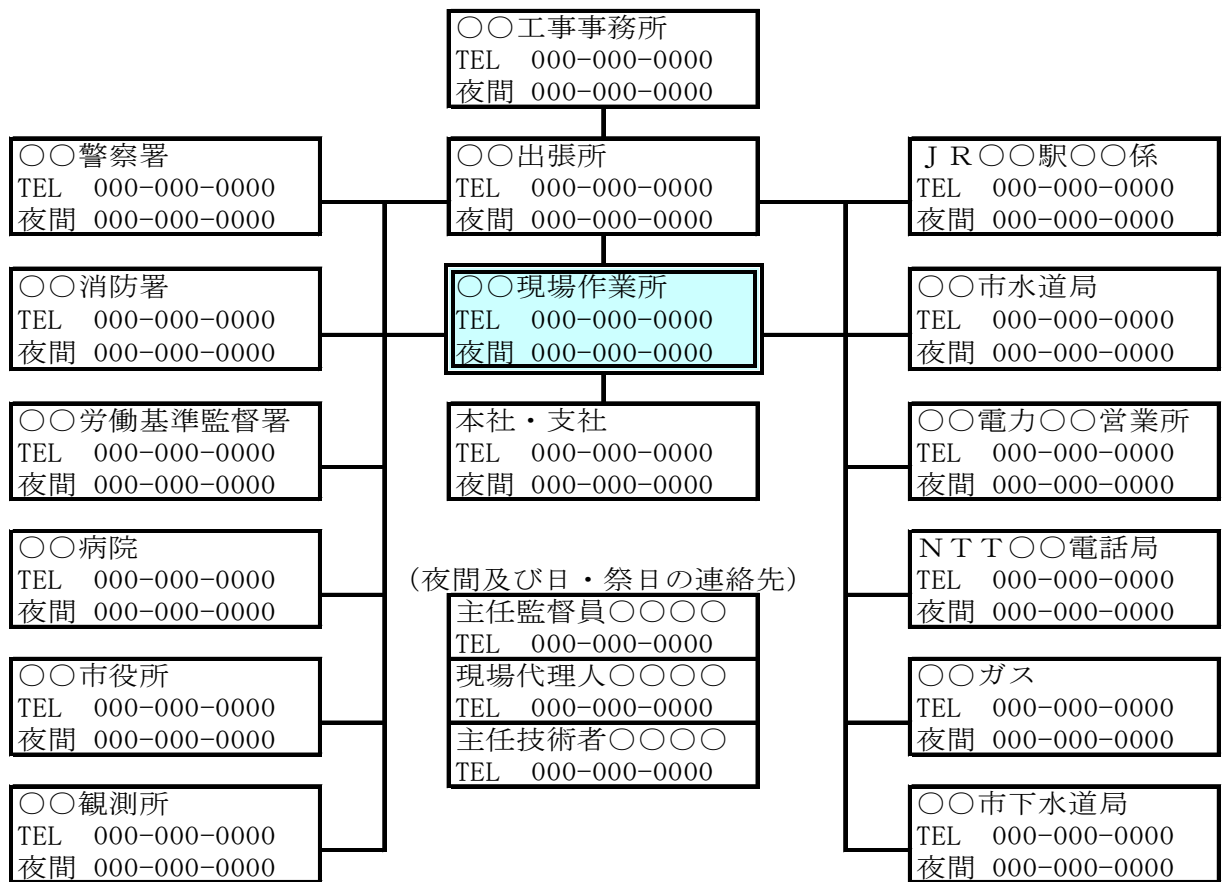 ○○工事事務所
TEL 000-000-0000
夜間 000-000-0000
○○警察署
TEL 000-000-0000
夜間 000-000-0000
○○出張所
TEL 000-000-0000
夜間 000-000-0000
ＪＲ○○駅○○係
TEL 000-000-0000
夜間 000-000-0000
○○消防署
TEL 000-000-0000
夜間 000-000-0000
○○現場作業所
TEL 000-000-0000
夜間 000-000-0000
○○市水道局
TEL 000-000-0000
夜間 000-000-0000
○○労働基準監督署
TEL 000-000-0000
夜間 000-000-0000
本社・支社
TEL 000-000-0000
夜間 000-000-0000
○○電力○○営業所
TEL 000-000-0000
夜間 000-000-0000
○○病院
TEL 000-000-0000
夜間 000-000-0000
（夜間及び日・祭日の連絡先）
主任監督員○○○○
TEL 000-000-0000
現場代理人○○○○
TEL 000-000-0000
主任技術者○○○○
TEL 000-000-0000
ＮＴＴ○○電話局
TEL 000-000-0000
夜間 000-000-0000
○○市役所
TEL 000-000-0000
夜間 000-000-0000
○○ガス
TEL 000-000-0000
夜間 000-000-0000
○○観測所
TEL 000-000-0000
夜間 000-000-0000
○○市下水道局
TEL 000-000-0000
夜間 000-000-0000